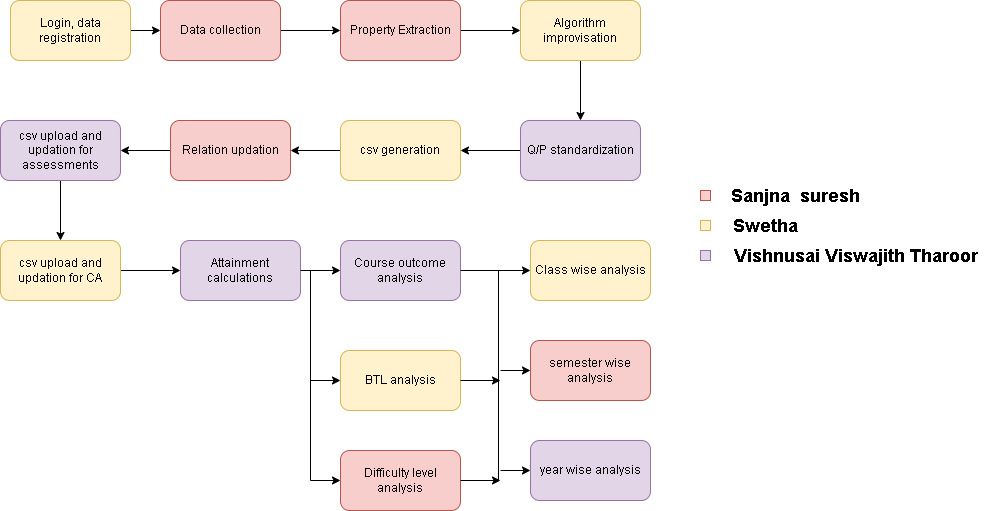 Login, data
registration
Data collection
Property Extraction
Algorithm
improvisation
csv upload and
updation for
assessments
Relation updation
csv generation
Q/P standardization
Sanjna suresh
Swetha
Vishnusai Viswajith Tharoor
csv upload and
updation for CA
Attainment
calculations
Course outcome
analysis
Class wise analysis
BTL analysis
semester wise
analysis
Difficulty level
analysis
year wise analysis